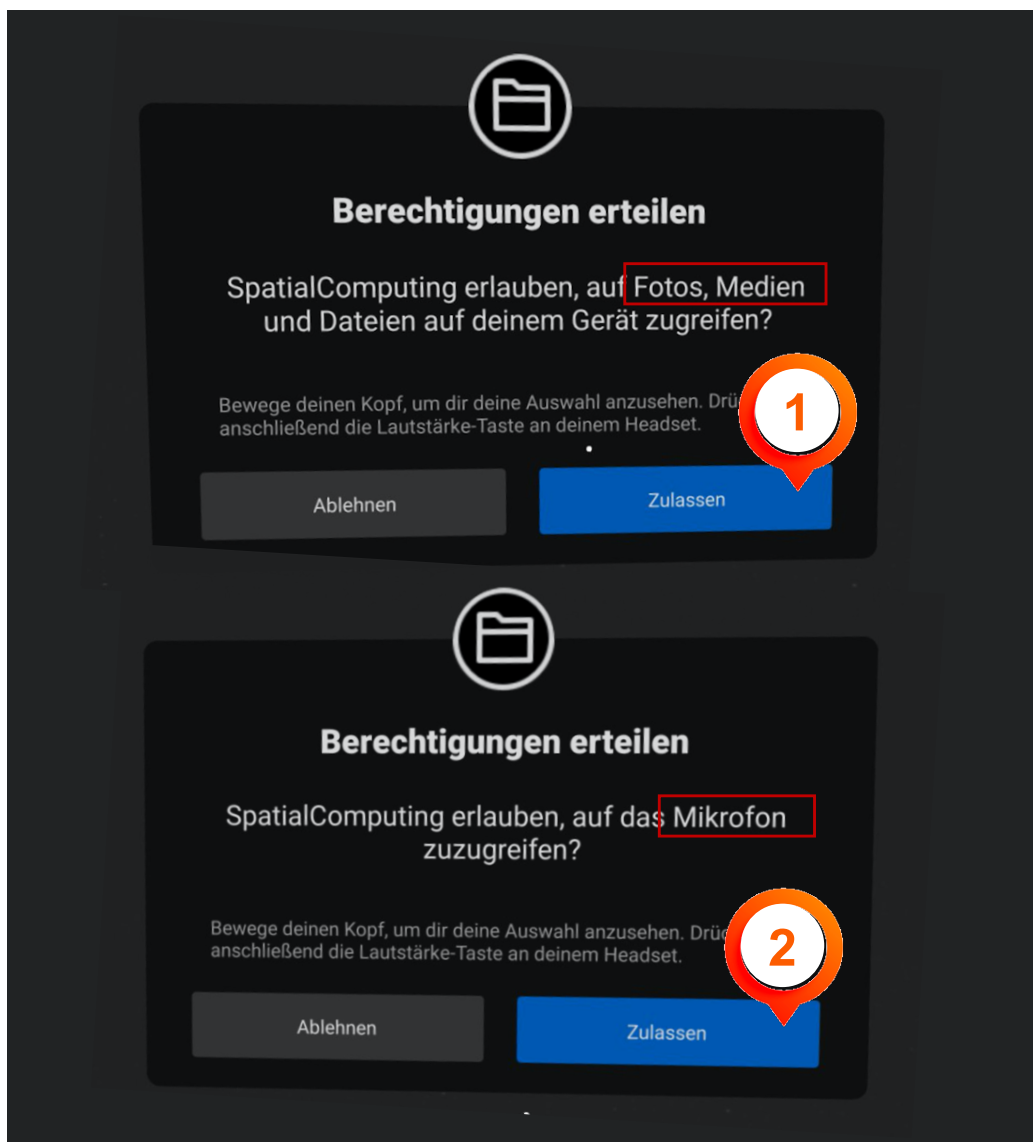 Berechtigungen erteilen
SpatialComputing erlauben, auf Fotos, Medien
und Dateien auf deinem Gerät zugreifen?
Bewege deinen Kopf, um dir deine Auswahl anzusehen.
anschließend die Lautstärke-Taste an deinem Headset.
1
Ablehnen
Zulassen
Berechtigungen erteilen
SpatialComputing erlauben, auf das Mikrofon
zuzugreifen?
Bewege deinen Kopf, um dir deine Auswahl anzusehen.
anschließend die Lautstärke-Taste an deinem Headset.
2
Ablehnen
Zulassen